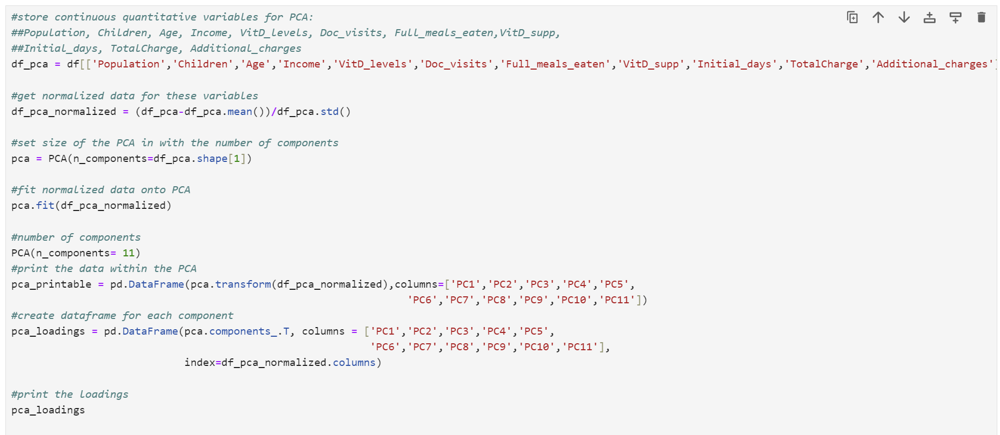 #store continuous quantitative variables for PCA:
##Population, Children, Age, Income, VitD_levels, Doc_visits, Full_meals_eaten,VitD_supp,
##Initial_days, TotalCharge, Additional_charges
df_pca = df[['Population','Children','Age','Income','VitD_levels','Doc_visits','Full_meals_eaten','VitD_supp','Initial_days','TotalCharge','Additional_charges']
#get normalized data for these variables
df_pca_normalized = (df_pca-df_pca.mean())/df_pca.std()
#set size of the PCA in with the number of components
pca = PCA(n_components=df_pca.shape[1])
#fit normalized data onto PCA
pca.fit(df_pca_normalized)
#number of components
PCA(n_components= 11)
#print the data within the PCA
pca_printable = pd.DataFrame(pca.transform(df_pca_normalized),columns=['PC1','PC2','PC3','PC4','PC5',
'PC6','PC7','PC8','PC9','PC10','PC11'])
#create dataframe for each component
pca_loadings = pd.DataFrame(pca.components_.T, columns = ['PC1','PC2','PC3','PC4','PC5',
'PC6','PC7','PC8','PC9','PC10','PC11'],
index=df_pca_normalized.columns)
#print the loadings
pca_loadings